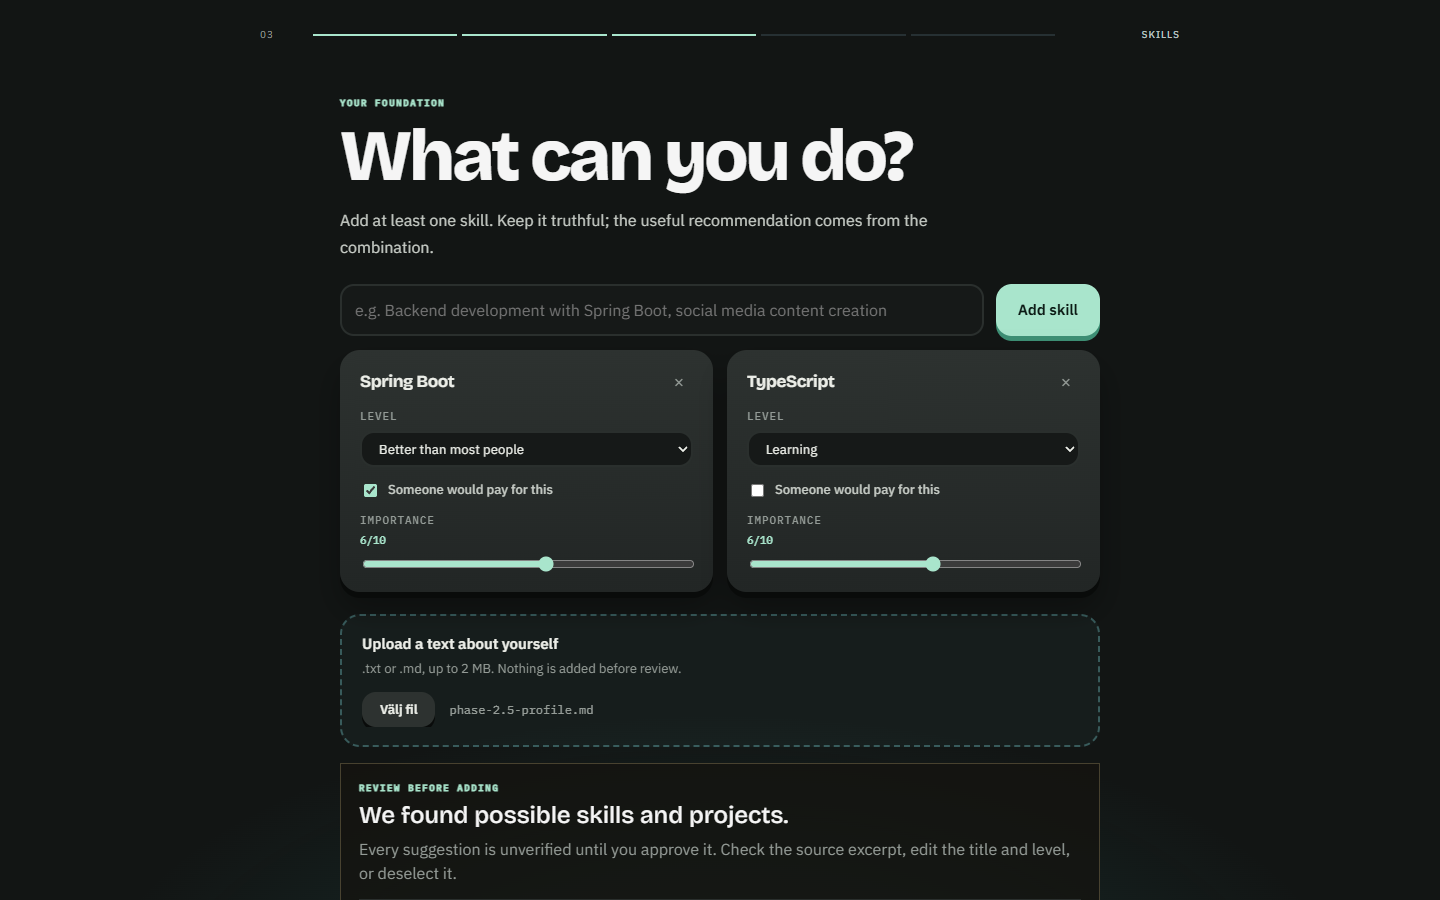 03
SKILLS
YOUR FOUNDATION
What can you do?
Add at least one skill. Keep it truthful; the useful recommendation comes from the
combination.
e.g. Backend development with Spring Boot, social media content creation
Add skill
Spring Boot
×
LEVEL
Better than most people
Someone would pay for this
IMPORTANCE
6/10
TypeScript
×
LEVEL
Learning
Someone would pay for this
IMPORTANCE
6/10
Upload a text about yourself
.txt or .md, up to 2 MB. Nothing is added before review.
Välj fil
phase-2.5-profile.md
REVIEW BEFORE ADDING
We found possible skills and projects.
Every suggestion is unverified until you approve it. Check the source excerpt, edit the title and level,
or deselect it.